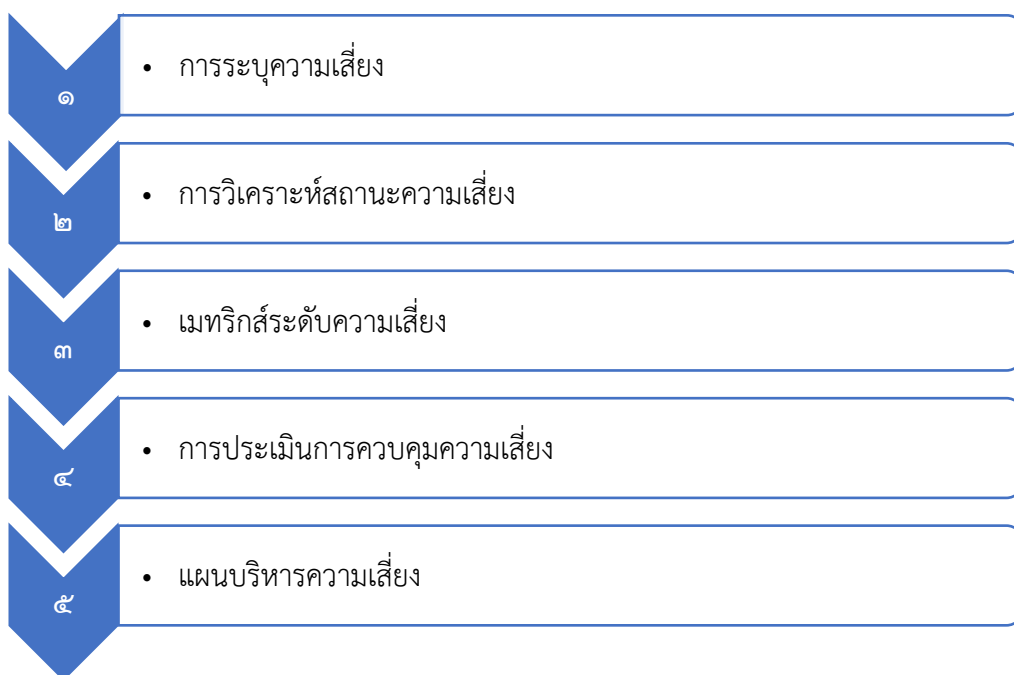 ๑
• การระบุความเสี่ยง
๒
• การวิเคราะห์สถานะความเสี่ยง
๓
• เมทริกส์ระดับความเสี่ยง
๔
• การประเมินการควบคุมความเสี่ยง
๕
• แผนบริหารความเสี่ยง